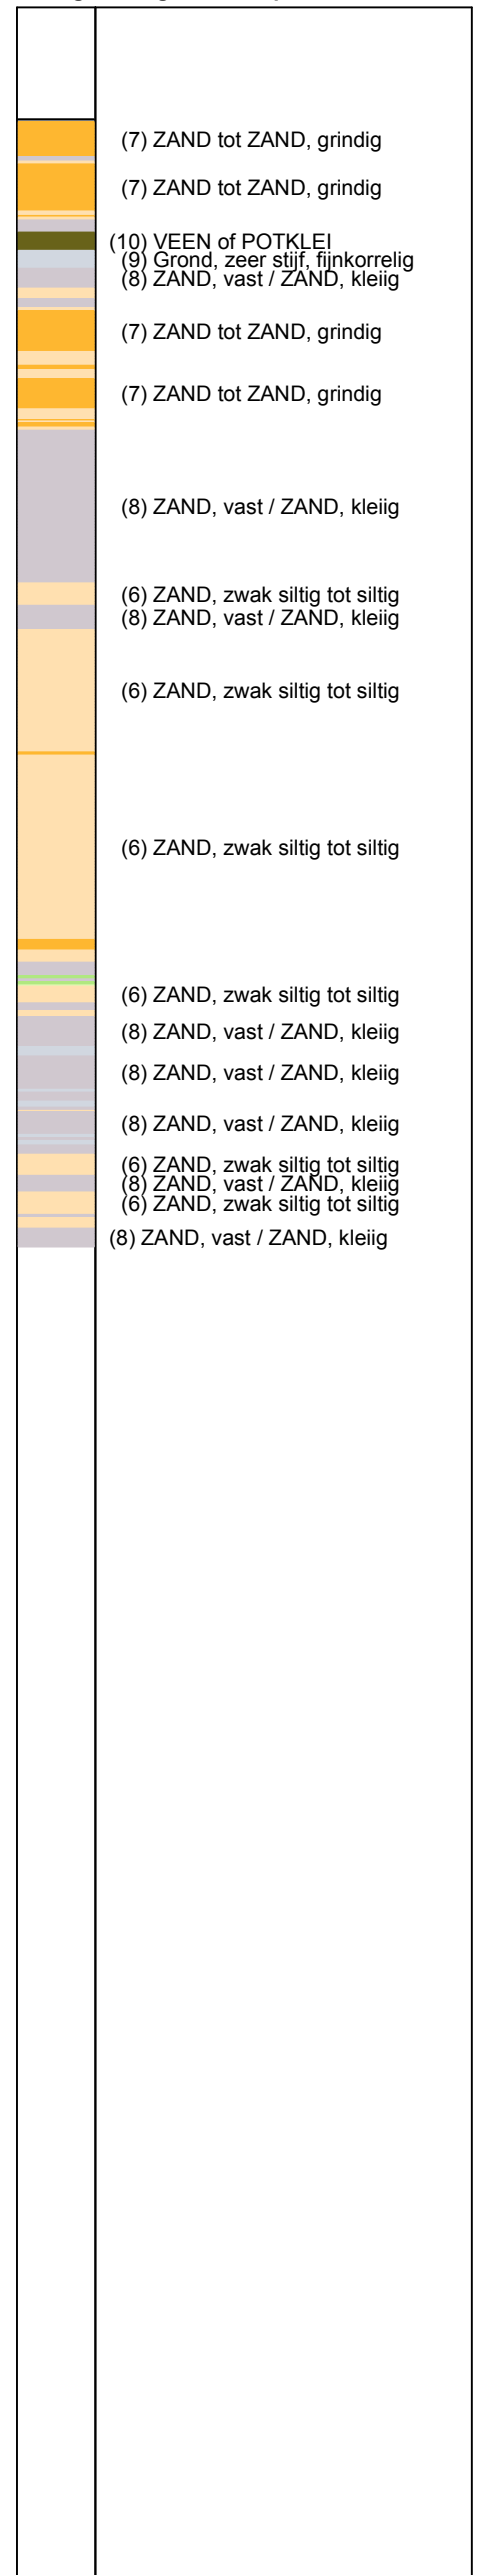 (7) ZAND tot ZAND, grindig
(7) ZAND tot ZAND, grindig
(10) VEEN of POTKLEI
(9) Grond, zeer stijf, fijnkorrelig
(8) ZAND, vast / ZAND, kleiig
(7) ZAND tot ZAND, grindig
(7) ZAND tot ZAND, grindig
(8) ZAND, vast / ZAND, kleiig
(6) ZAND, zwak siltig tot siltig
(8) ZAND, vast / ZAND, kleiig
(6) ZAND, zwak siltig tot siltig
(6) ZAND, zwak siltig tot siltig
(6) ZAND, zwak siltig tot siltig
(8) ZAND, vast / ZAND, kleiig
(8) ZAND, vast / ZAND, kleiig
(8) ZAND, vast / ZAND, kleiig
(6) ZAND, zwak siltig tot siltig
(8) ZAND, vast / ZAND, kleiig
(6) ZAND, zwak siltig tot siltig
(8) ZAND, vast / ZAND, kleiig